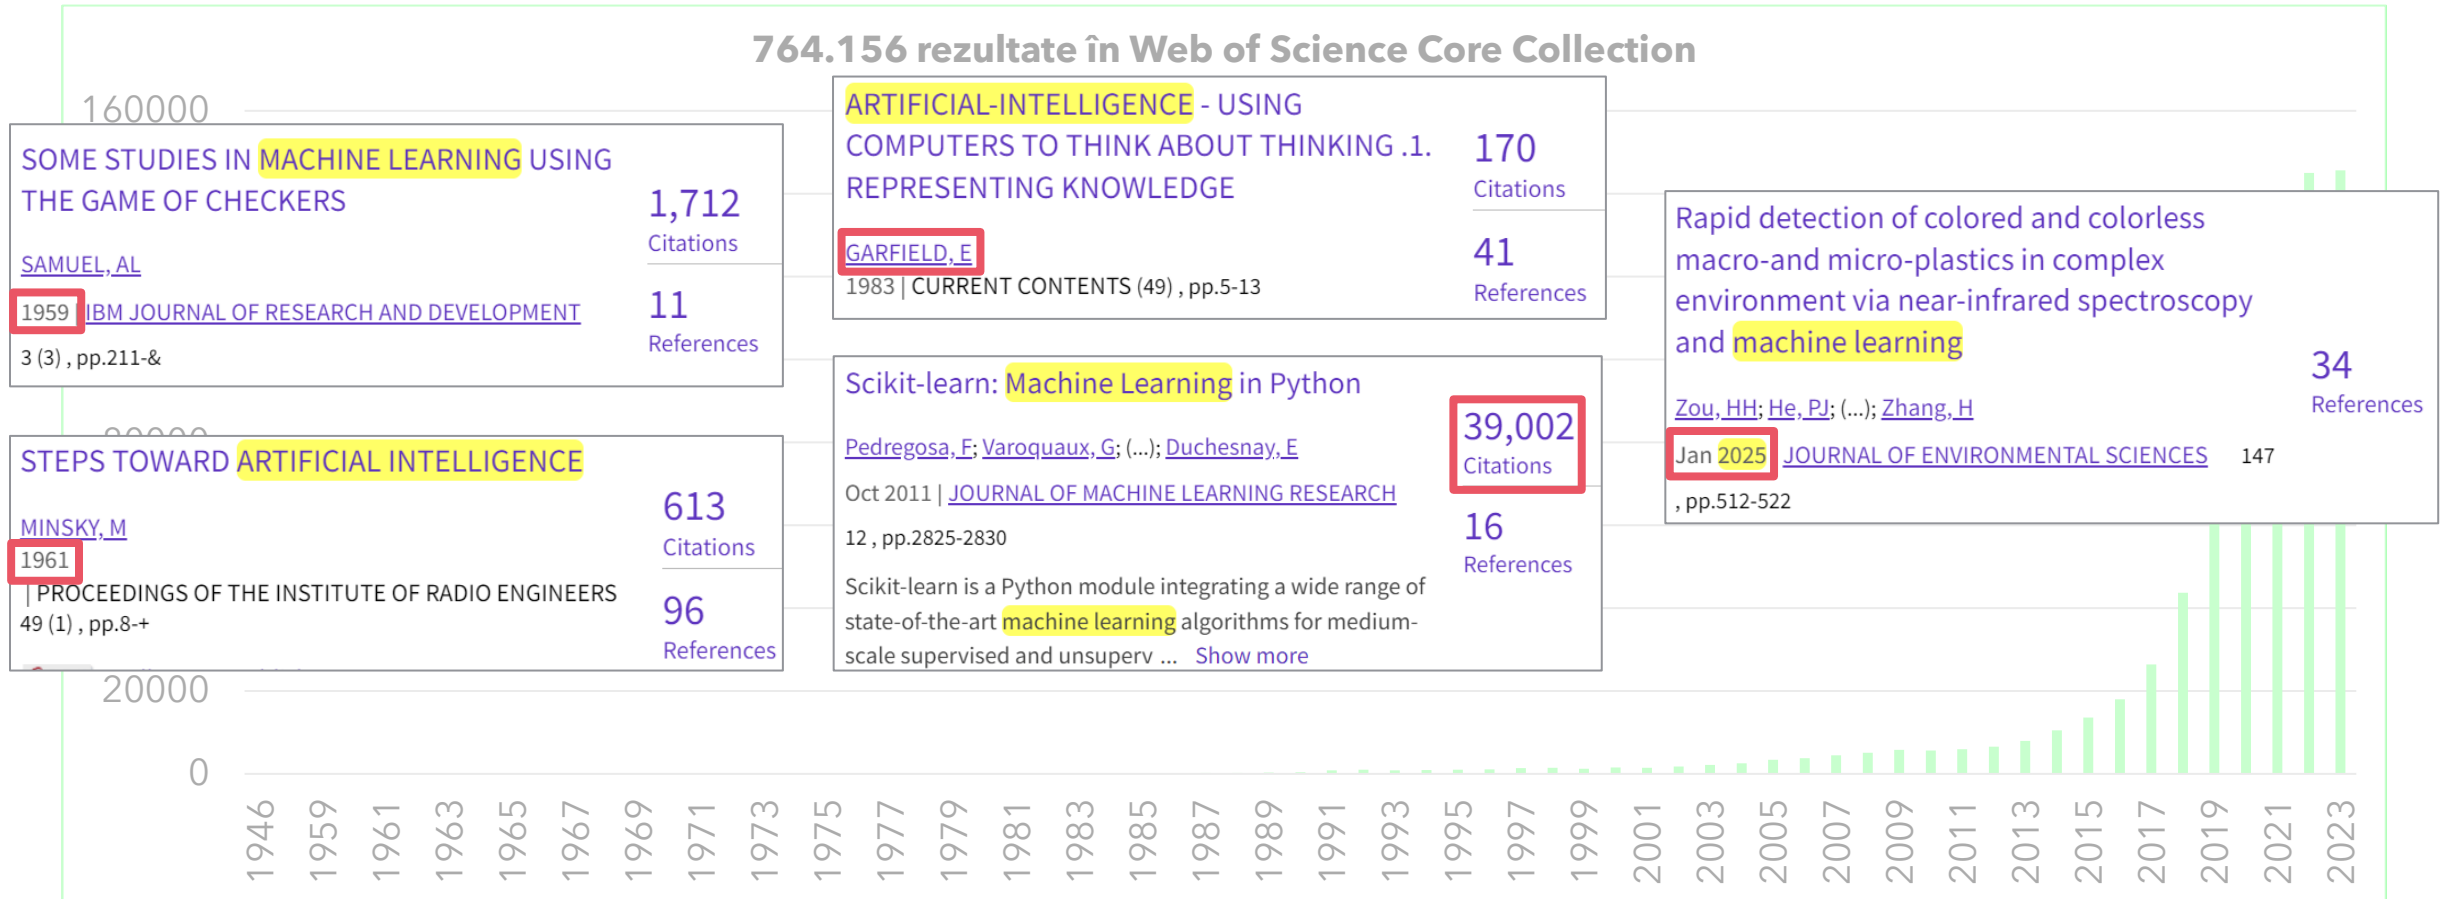 764.156 rezultate în Web of Science Core Collection
160000
SOME STUDIES IN MACHINE LEARNING USING
THE GAME OF CHECKERS
SAMUEL, AL
1959 | IBM JOURNAL OF RESEARCH AND DEVELOPMENT
3 (3) , pp.211-&
1,712
Citations
11
References
80000
STEPS TOWARD ARTIFICIAL INTELLIGENCE
MINSKY, M
1961
| PROCEEDINGS OF THE INSTITUTE OF RADIO ENGINEERS
49 (1) , pp.8-+
613
Citations
96
References
ARTIFICIAL-INTELLIGENCE - USING
COMPUTERS TO THINK ABOUT THINKING .1.
REPRESENTING KNOWLEDGE
GARFIELD, E
1983 | CURRENT CONTENTS (49) , pp.5-13
170
Citations
41
References
Scikit-learn: Machine Learning in Python
Pedregosa, F; Varoquaux, G; (...); Duchesnay, E
Oct 2011 | JOURNAL OF MACHINE LEARNING RESEARCH
12 , pp.2825-2830
Scikit-learn is a Python module integrating a wide range of
state-of-the-art machine learning algorithms for medium-
scale supervised and unsuperv ... Show more
39,002
Citations
16
References
Rapid detection of colored and colorless
macro-and micro-plastics in complex
environment via near-infrared spectroscopy
and machine learning
Zou, HH; He, PJ; (...); Zhang, H
Jan 2025 JOURNAL OF ENVIRONMENTAL SCIENCES 147
, pp.512-522
34
References
20000
0
1946
1959
1961
1963
1965
1967
1969
1971
1973
1975
1977
1979
1981
1983
1985
1987
1989
1991
1993
1995
1997
1999
2001
2003
2005
2007
2009
2011
2013
2015
2017
2019
2021
2023